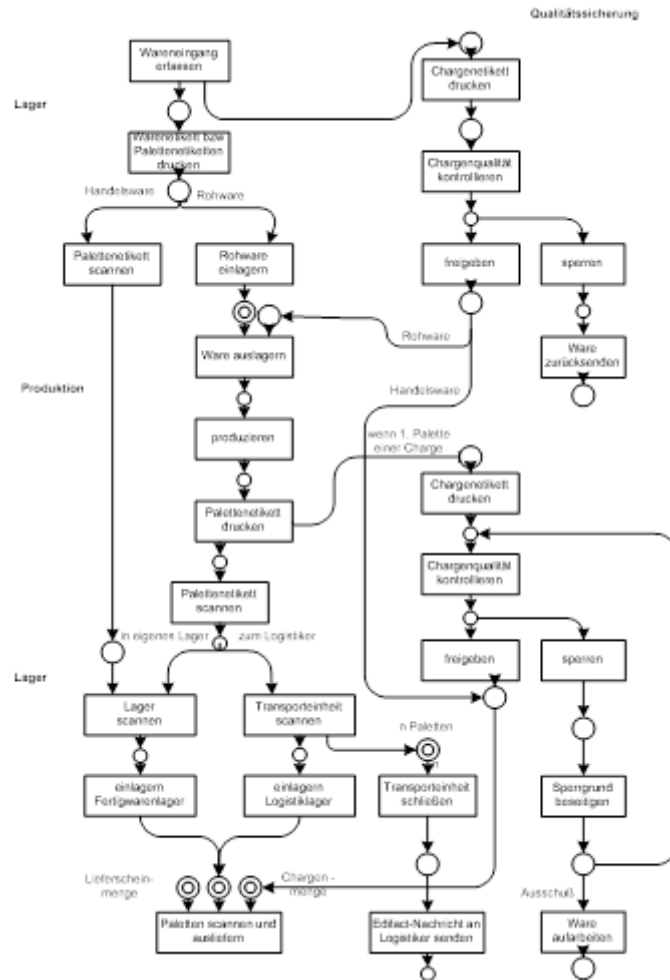 Qualitätssicherung
Wareneingang
erfassen
Chargenetikett
drucken
Lager
Warenetikett bzw
Palettenetiketten
drucken
Chargenqualität
kontrollieren
Handelsware
Rohware
Palettenetikett
scannen
Rohware
einlagern
freigeben
sperren
Rohware
Ware auslagern
Ware
zurücksenden
Produktion
Handelsware
produzieren
wenn 1. Palette
einer Charge
Palettenetikett
drucken
Chargenetikett
drucken
Chargenqualität
kontrollieren
Palettenetikett
scannen
in eigenes Lager
zum Logistiker
freigeben
sperren
Lager
Lager
scannen
Transporteinheit
scannen
n Paletten
n
einlagern
Fertigwarenlager
einlagern
Logistiklager
Transporteinheit
schließen
Sperrgrund
beseitigen
Lieferschein-
menge
Chargen -
menge
Ausschuß
Paletten scannen und
ausliefern
Edifact-Nachricht an
Logistiker senden
Ware
aufarbeiten